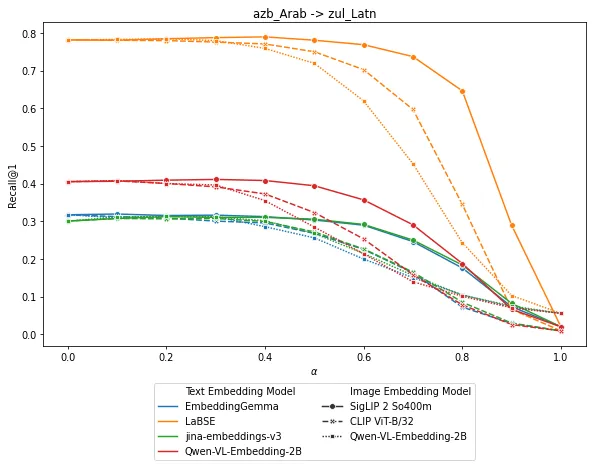 azb_Arab -> zul_Latn
Recall@1
0.8
0.7
0.6
0.5
0.4
0.3
0.2
0.1
0.0
0.0 0.2 0.4 0.6 0.8 1.0
α
Text Embedding Model Image Embedding Model
EmbeddingGemma SigLIP 2 So400m
LaBSE CLIP ViT-B/32
jina-embeddings-v3 Qwen-VL-Embedding-2B
Qwen-VL-Embedding-2B